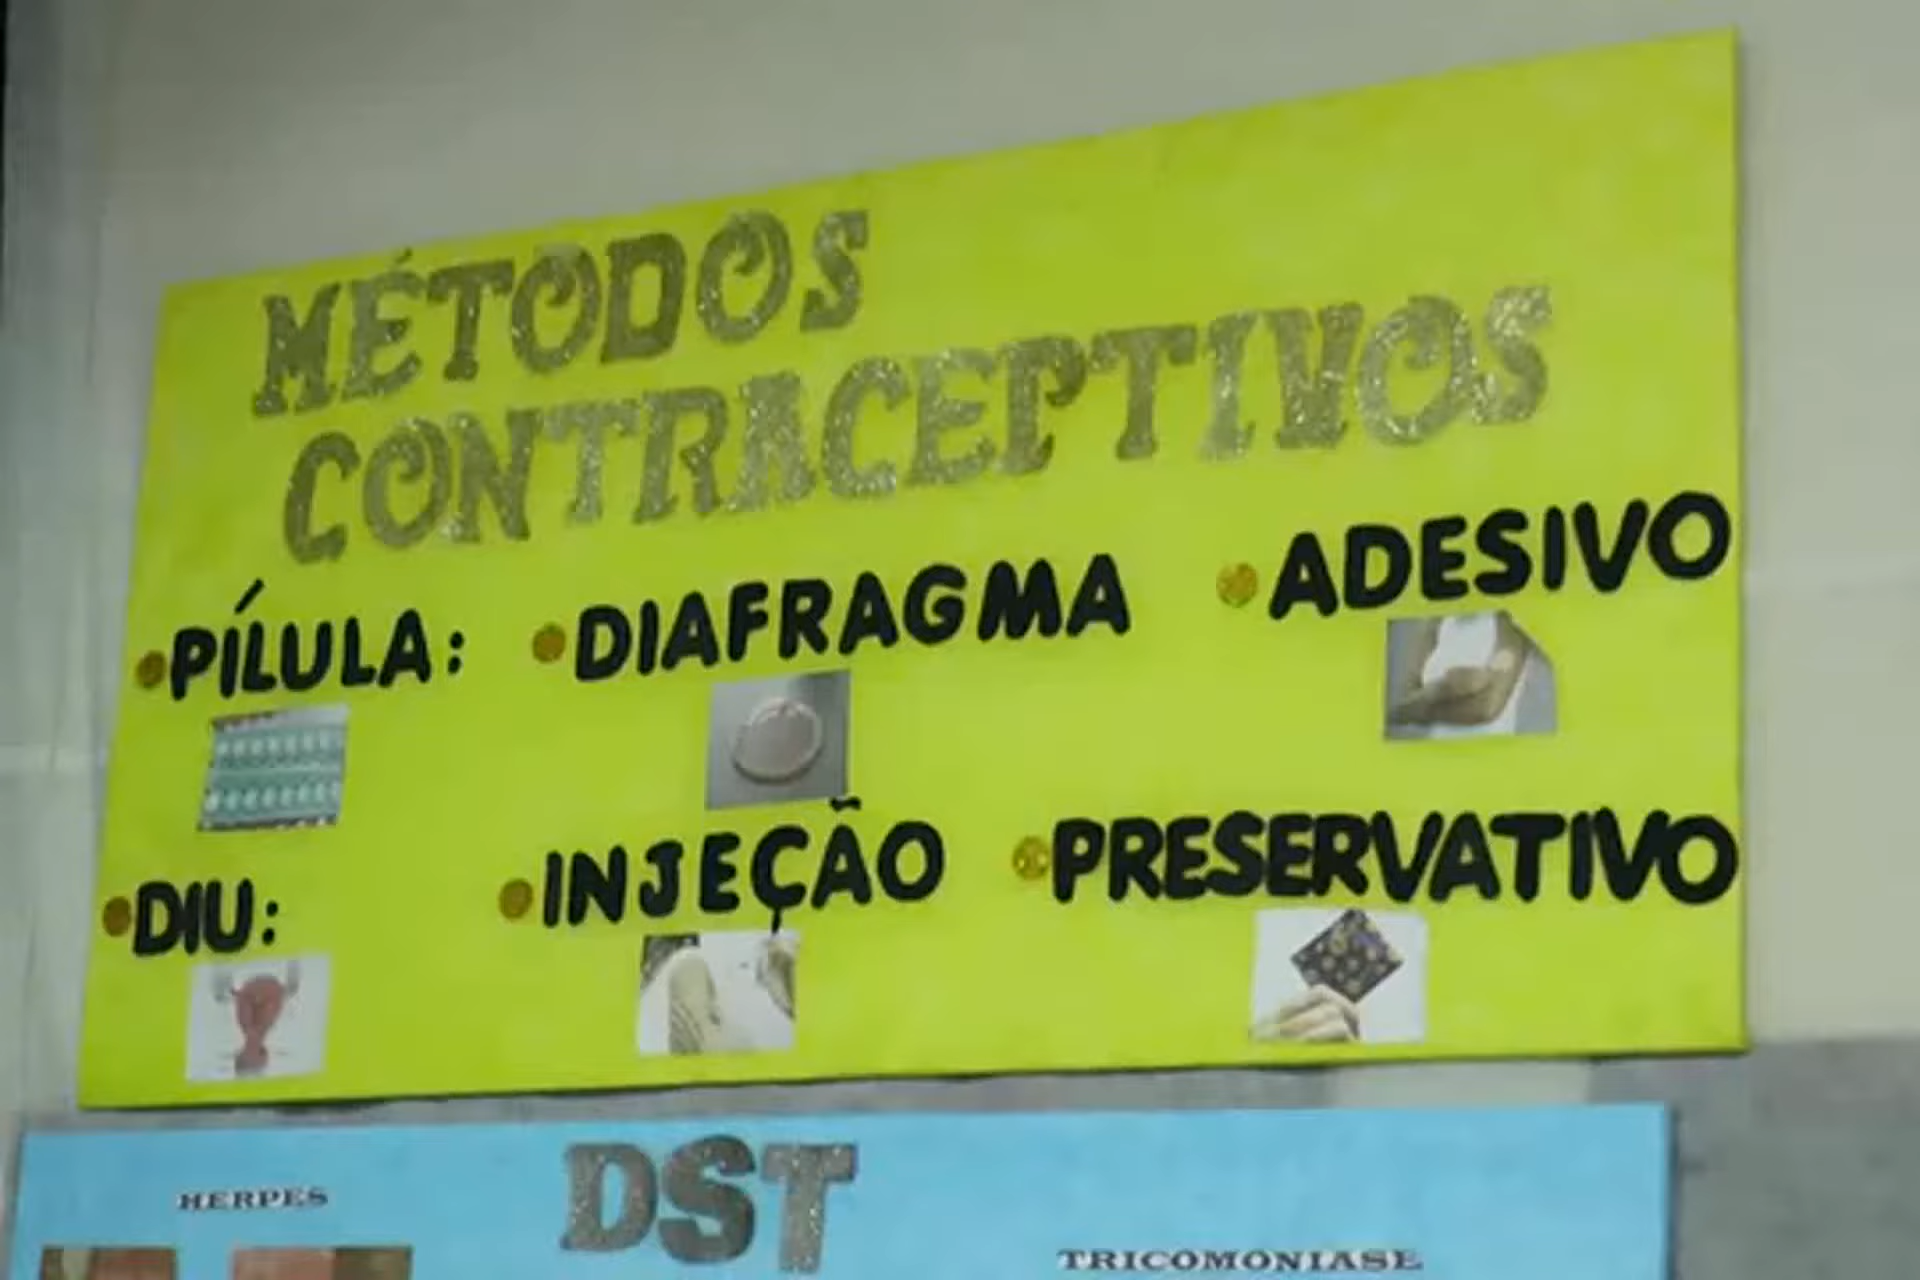 MÉTODOS
CONTRACEPTIVOS
•PÍLULA: •DIAFRAGMA •ADESIVO
•DIU: •INJEÇÃO •PRESERVATIVO
DST
HERPES
TRICOMONIASE